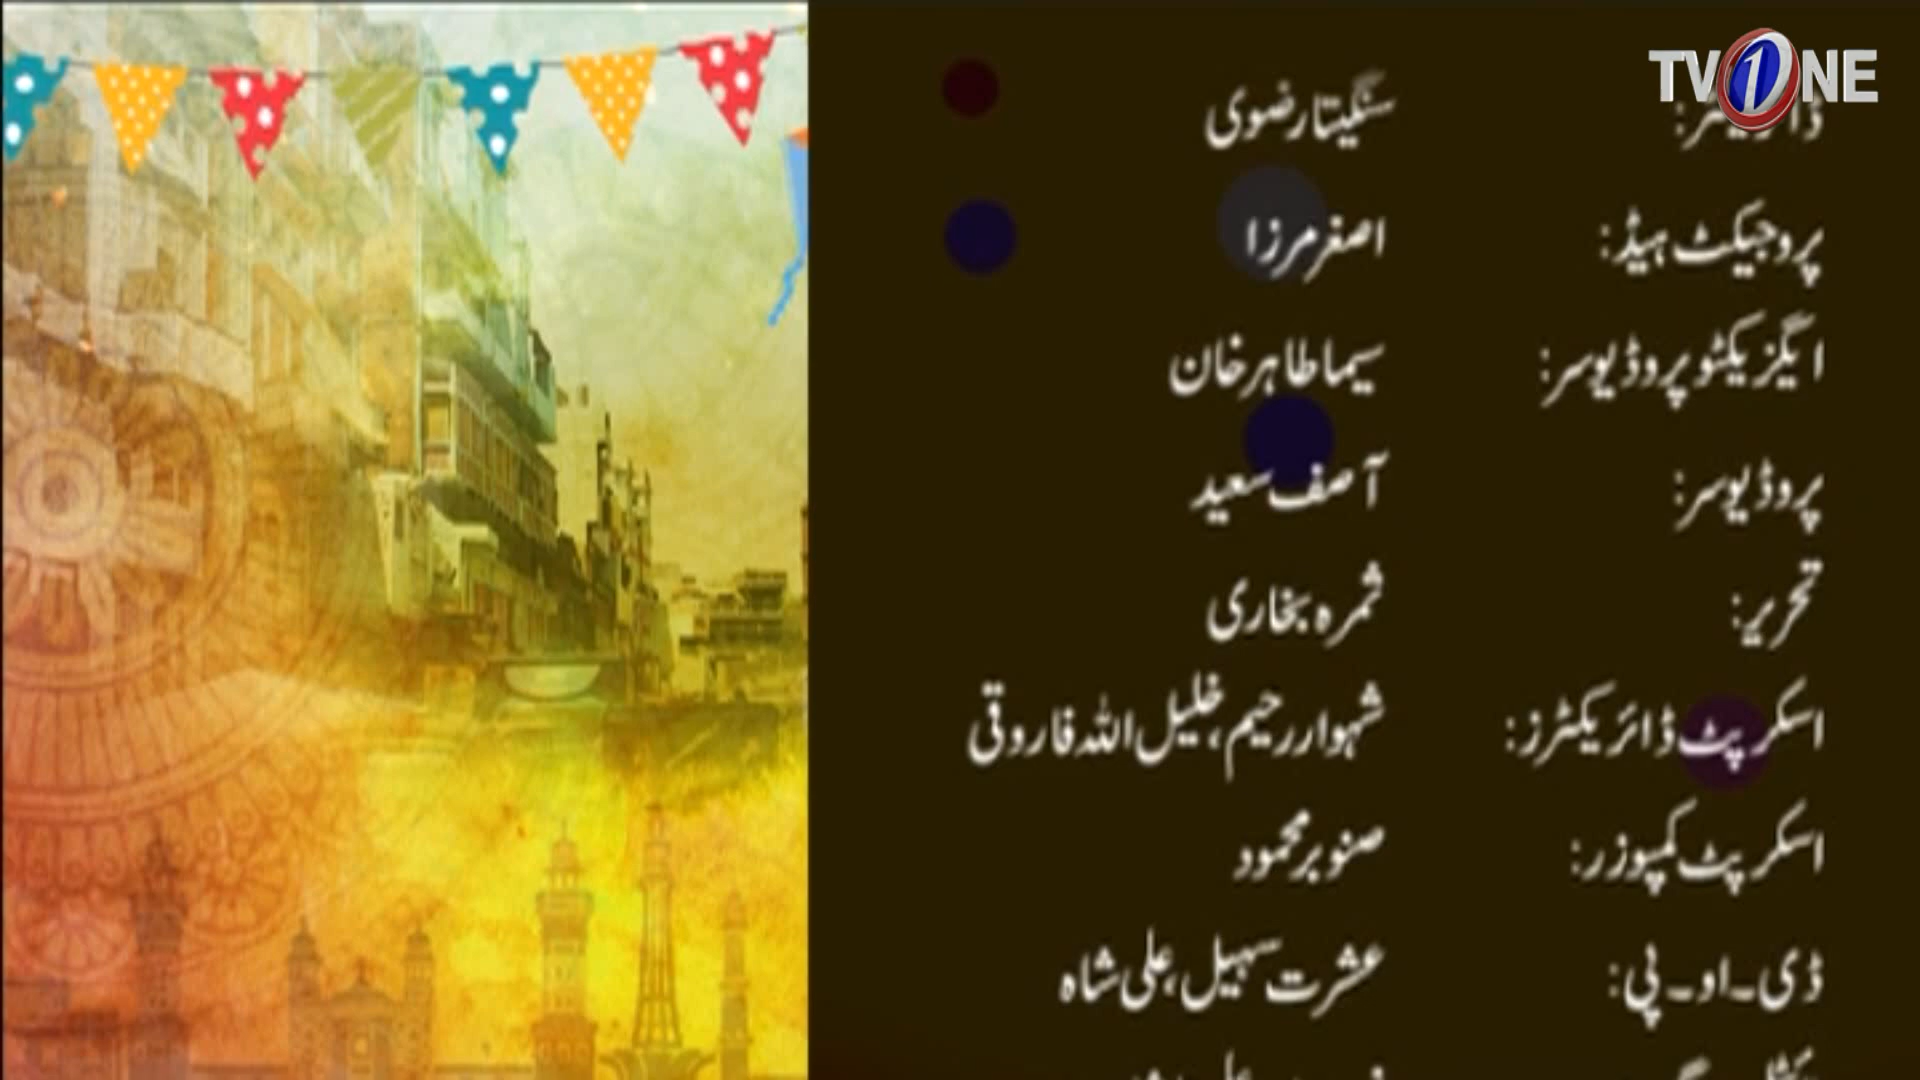 TV ONE
ڈائریکٹر: سنگیتا رضوی
پروجیکٹ ہیڈ: اصغر مرزا
ایگزیکٹو پروڈیوسر: سیما طاہر خان
پروڈیوسر: آصف سعید
تحریر: ثمرہ بخاری
اسکرپٹ ڈائریکٹرز: شہوار رحیم، خلیل اللہ فاروقی
اسکرپٹ کمپوزر: صنوبر محمود
ڈی۔او۔پی: عشرت سہیل، علی شاہ